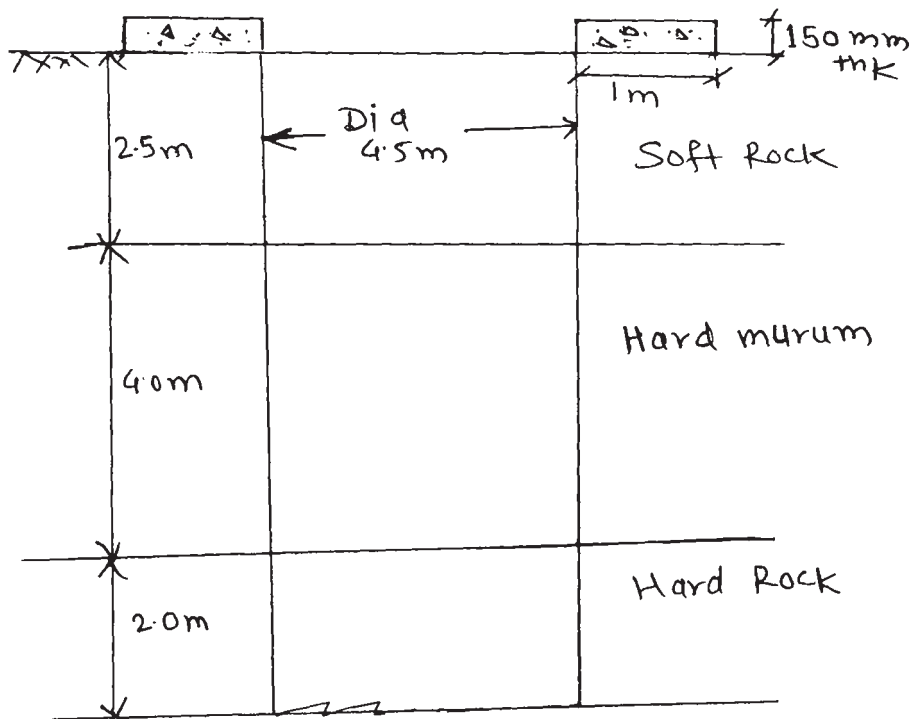 150 mm
thk
1m
Dia
4.5m
2.5m
Soft Rock
Hard murum
4.0m
Hard Rock
2.0m